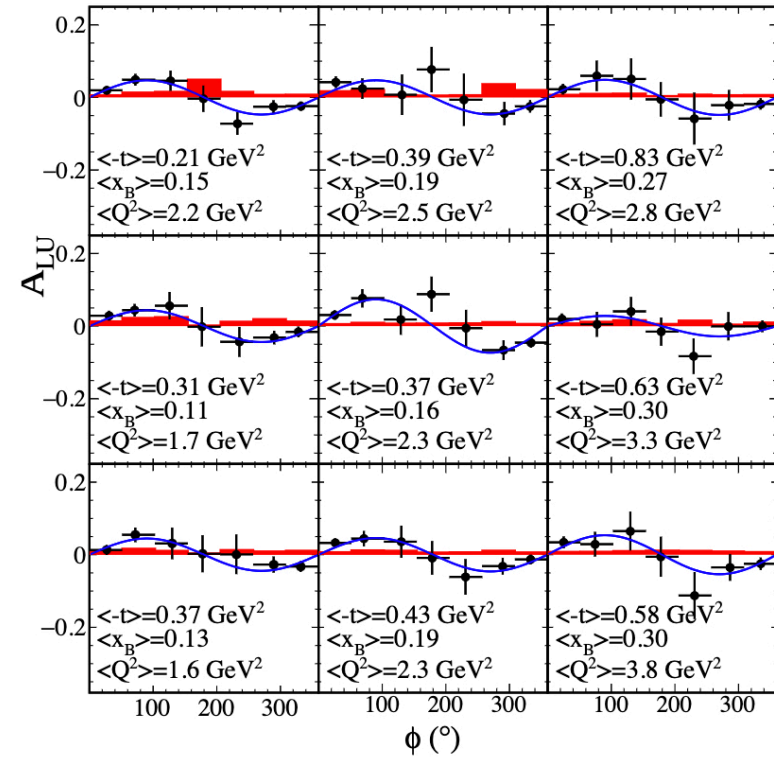 0.2
0
−0.2
<-t>=0.21 GeV²
<x_B>=0.15
<Q²>=2.2 GeV²
<-t>=0.39 GeV²
<x_B>=0.19
<Q²>=2.5 GeV²
<-t>=0.83 GeV²
<x_B>=0.27
<Q²>=2.8 GeV²
A_LU
0.2
0
−0.2
<-t>=0.31 GeV²
<x_B>=0.11
<Q²>=1.7 GeV²
<-t>=0.37 GeV²
<x_B>=0.16
<Q²>=2.3 GeV²
<-t>=0.63 GeV²
<x_B>=0.30
<Q²>=3.3 GeV²
0.2
0
−0.2
<-t>=0.37 GeV²
<x_B>=0.13
<Q²>=1.6 GeV²
<-t>=0.43 GeV²
<x_B>=0.19
<Q²>=2.3 GeV²
<-t>=0.58 GeV²
<x_B>=0.30
<Q²>=3.8 GeV²
100 200 300 100 200 300 100 200 300
ϕ (°)